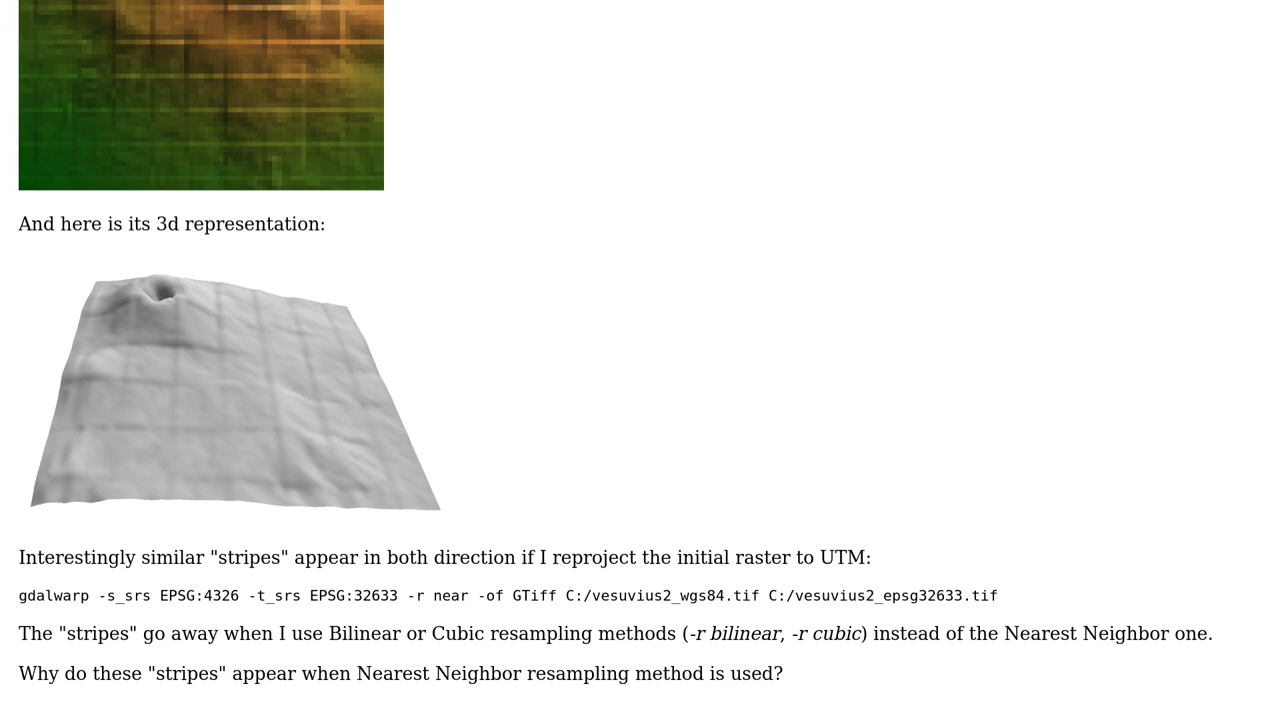 And here is its 3d representation:
Interestingly similar "stripes" appear in both direction if I reproject the initial raster to UTM:
gdalwarp -s_srs EPSG:4326 -t_srs EPSG:32633 -r near -of GTiff C:/vesuvius2_wgs84.tif C:/vesuvius2_epsg32633.tif
The "stripes" go away when I use Bilinear or Cubic resampling methods (-r bilinear, -r cubic) instead of the Nearest Neighbor one.
Why do these "stripes" appear when Nearest Neighbor resampling method is used?